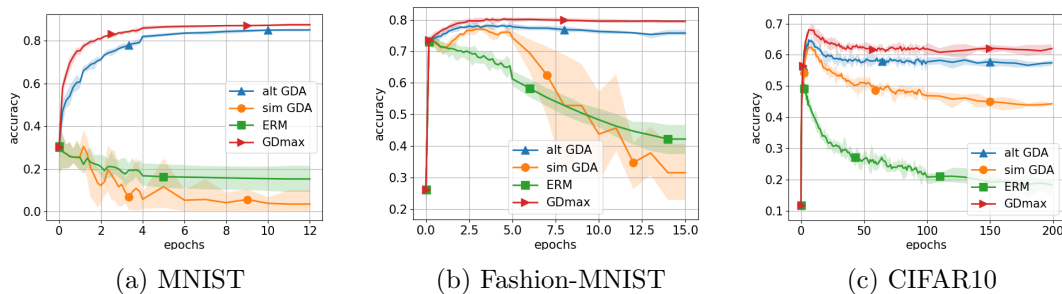 0.8
0.6
0.4
0.2
0.0
accuracy
alt GDA
sim GDA
ERM
GDmax
0 2 4 6 8 10 12
epochs
(a) MNIST
0.8
0.7
0.6
0.5
0.4
0.3
0.2
accuracy
alt GDA
sim GDA
ERM
GDmax
0.0 2.5 5.0 7.5 10.0 12.5 15.0
epochs
(b) Fashion-MNIST
0.7
0.6
0.5
0.4
0.3
0.2
0.1
accuracy
alt GDA
sim GDA
ERM
GDmax
0 25 50 75 100 125 150 175 200
epochs
(c) CIFAR10